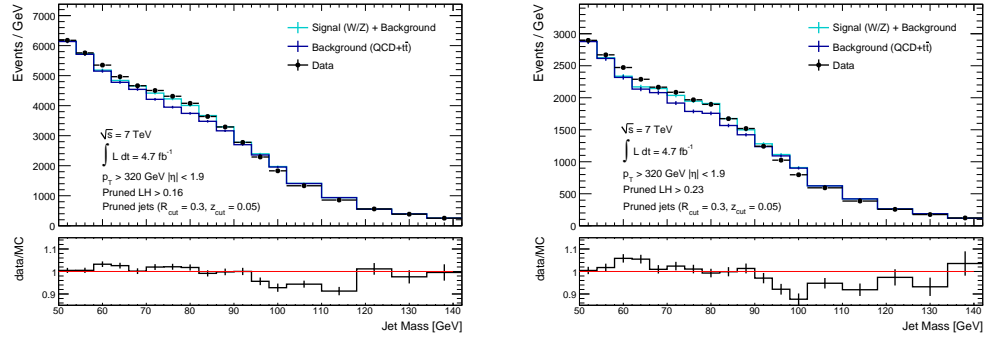 Events / GeV
7000
6000
5000
4000
3000
2000
1000
0
Signal (W/Z) + Background
Background (QCD+tt̄)
Data
√s = 7 TeV
∫ L dt = 4.7 fb⁻¹
p_T > 320 GeV |η| < 1.9
Pruned LH > 0.16
Pruned jets (R_cut = 0.3, z_cut = 0.05)
data/MC
1.1
1
0.9
50 60 70 80 90 100 110 120 130 140
Jet Mass [GeV]
Events / GeV
3500
3000
2500
2000
1500
1000
500
0
Signal (W/Z) + Background
Background (QCD+tt̄)
Data
√s = 7 TeV
∫ L dt = 4.7 fb⁻¹
p_T > 320 GeV |η| < 1.9
Pruned LH > 0.23
Pruned jets (R_cut = 0.3, z_cut = 0.05)
data/MC
1.1
1
0.9
50 60 70 80 90 100 110 120 130 140
Jet Mass [GeV]